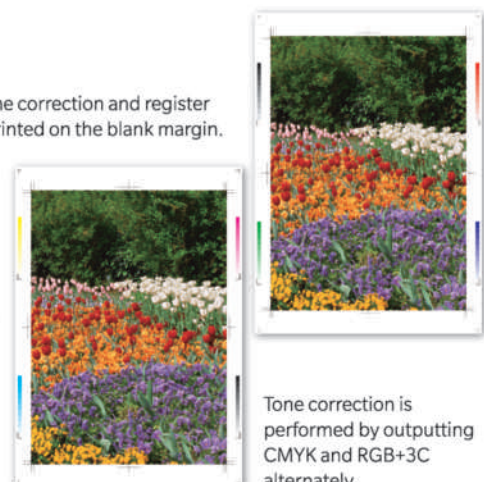 correction and register
on the blank margin.
Tone correction is
performed by outputting
CMYK and RGB+3C
alternately